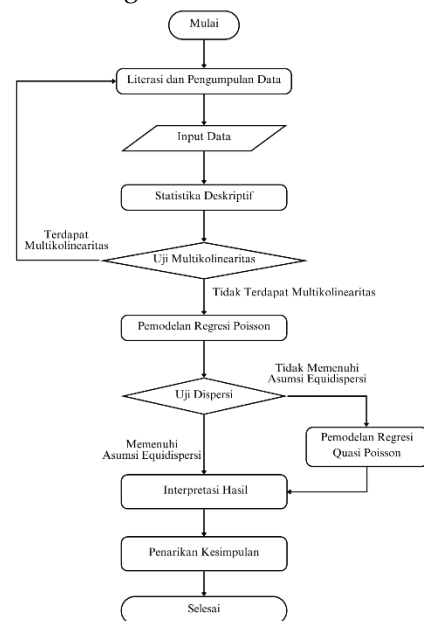 Mulai
Literasi dan Pengumpulan Data
Input Data
Statistika Deskriptif
Terdapat
Multikolinearitas
Uji Multikolinearitas
Tidak Terdapat Multikolinearitas
Pemodelan Regresi Poisson
Tidak Memenuhi
Asumsi Equidispersi
Uji Dispersi
Memenuhi
Asumsi Equidispersi
Pemodelan Regresi
Quasi Poisson
Interpretasi Hasil
Penarikan Kesimpulan
Selesai